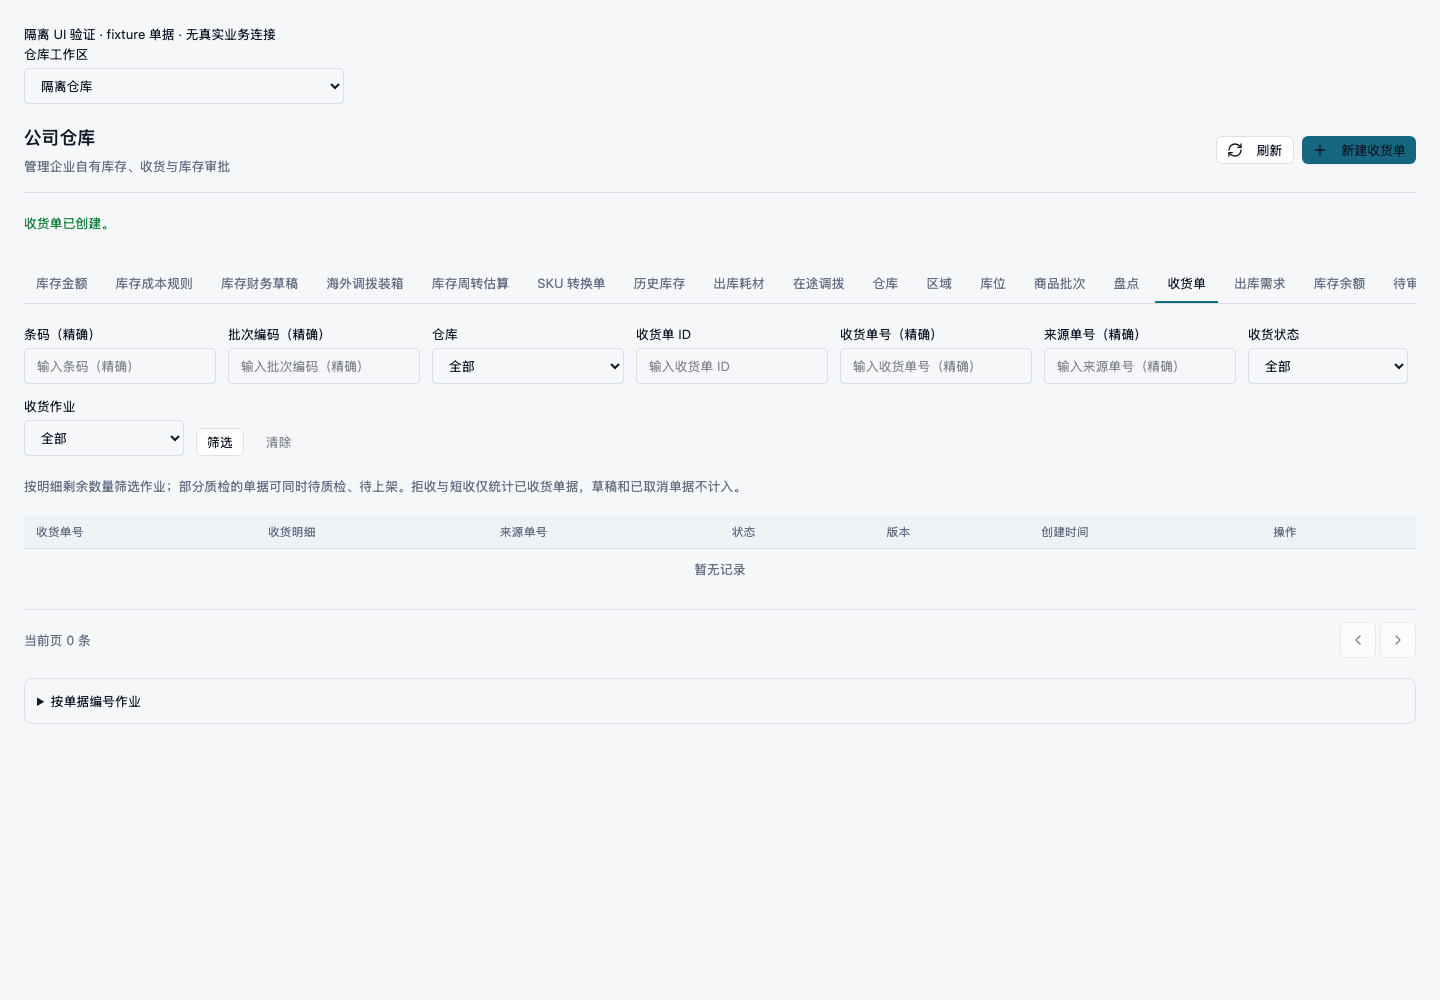 隔离 UI 验证 · fixture 单据 · 无真实业务连接
仓库工作区
隔离仓库
公司仓库
管理企业自有库存、收货与库存审批
刷新
新建收货单
收货单已创建。
库存金额 库存成本规则 库存财务草稿 海外调拨装箱 库存周转估算 SKU 转换单 历史库存 出库耗材 在途调拨 仓库 区域 库位 商品批次 盘点 收货单 出库需求 库存余额 待审
条码（精确） 批次编码（精确） 仓库 收货单 ID 收货单号（精确） 来源单号（精确） 收货状态
输入条码（精确） 输入批次编码（精确） 全部 输入收货单 ID 输入收货单号（精确） 输入来源单号（精确） 全部
收货作业
全部 筛选 清除
按明细剩余数量筛选作业；部分质检的单据可同时待质检、待上架。拒收与短收仅统计已收货单据，草稿和已取消单据不计入。
收货单号 收货明细 来源单号 状态 版本 创建时间 操作
暂无记录
当前页 0 条
按单据编号作业